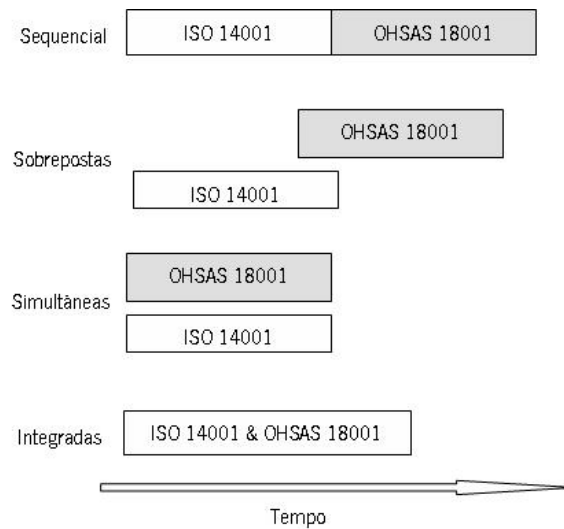 Sequencial ISO 14001 OHSAS 18001
OHSAS 18001
Sobrepostas
ISO 14001
OHSAS 18001
Simultâneas
ISO 14001
Integradas ISO 14001 & OHSAS 18001
Tempo